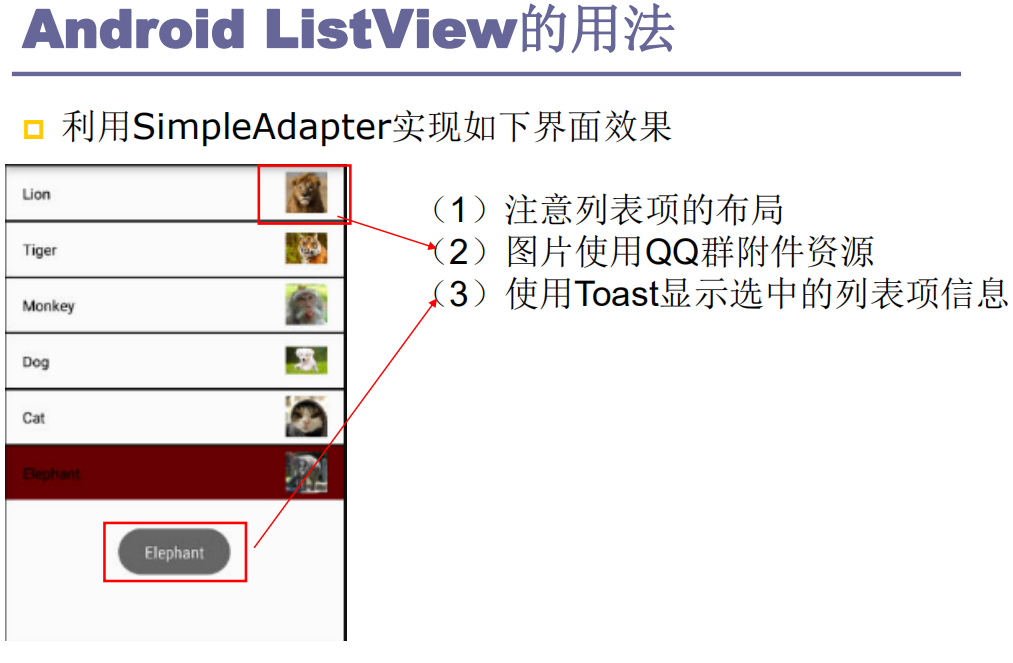 Android ListView的用法
利用SimpleAdapter实现如下界面效果
Lion
Tiger
Monkey
Dog
Cat
Elephant
Elephant
（1）注意列表项的布局
（2）图片使用QQ群附件资源
（3）使用Toast显示选中的列表项信息